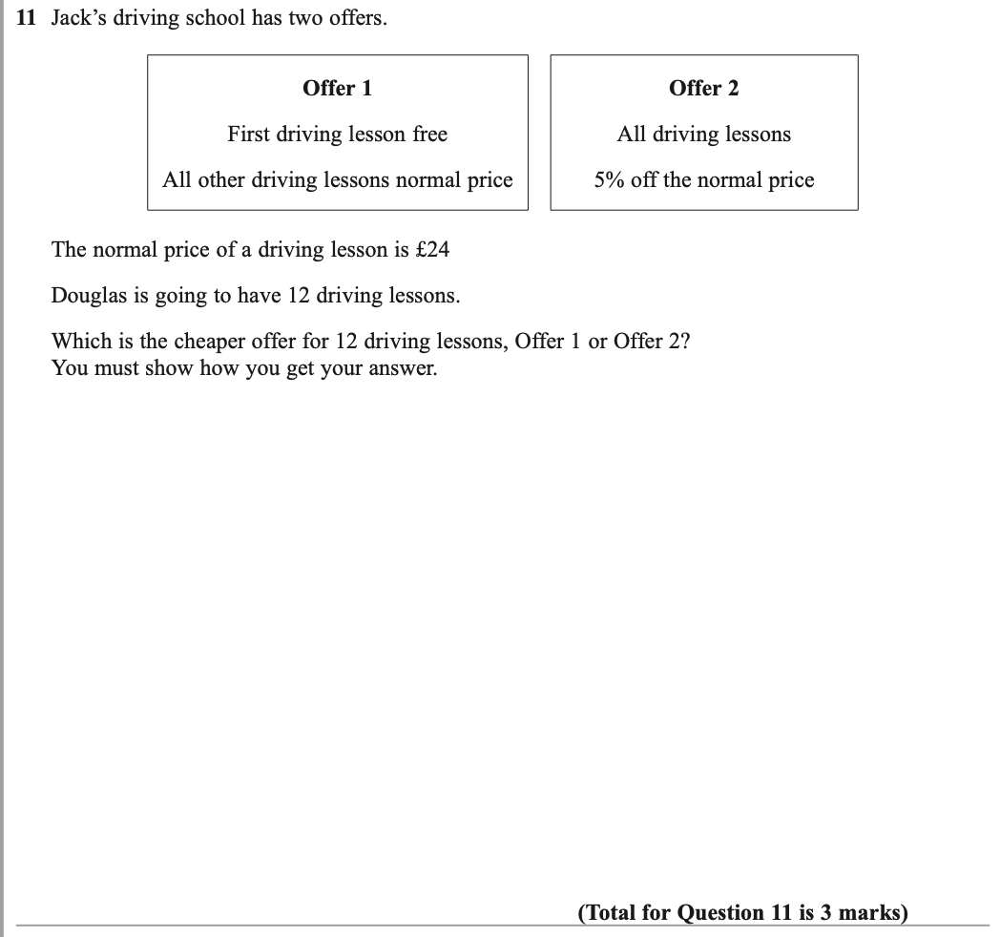 11 Jack’s driving school has two offers.
Offer 1
First driving lesson free
All other driving lessons normal price
Offer 2
All driving lessons
5% off the normal price
The normal price of a driving lesson is £24
Douglas is going to have 12 driving lessons.
Which is the cheaper offer for 12 driving lessons, Offer 1 or Offer 2?
You must show how you get your answer.
(Total for Question 11 is 3 marks)